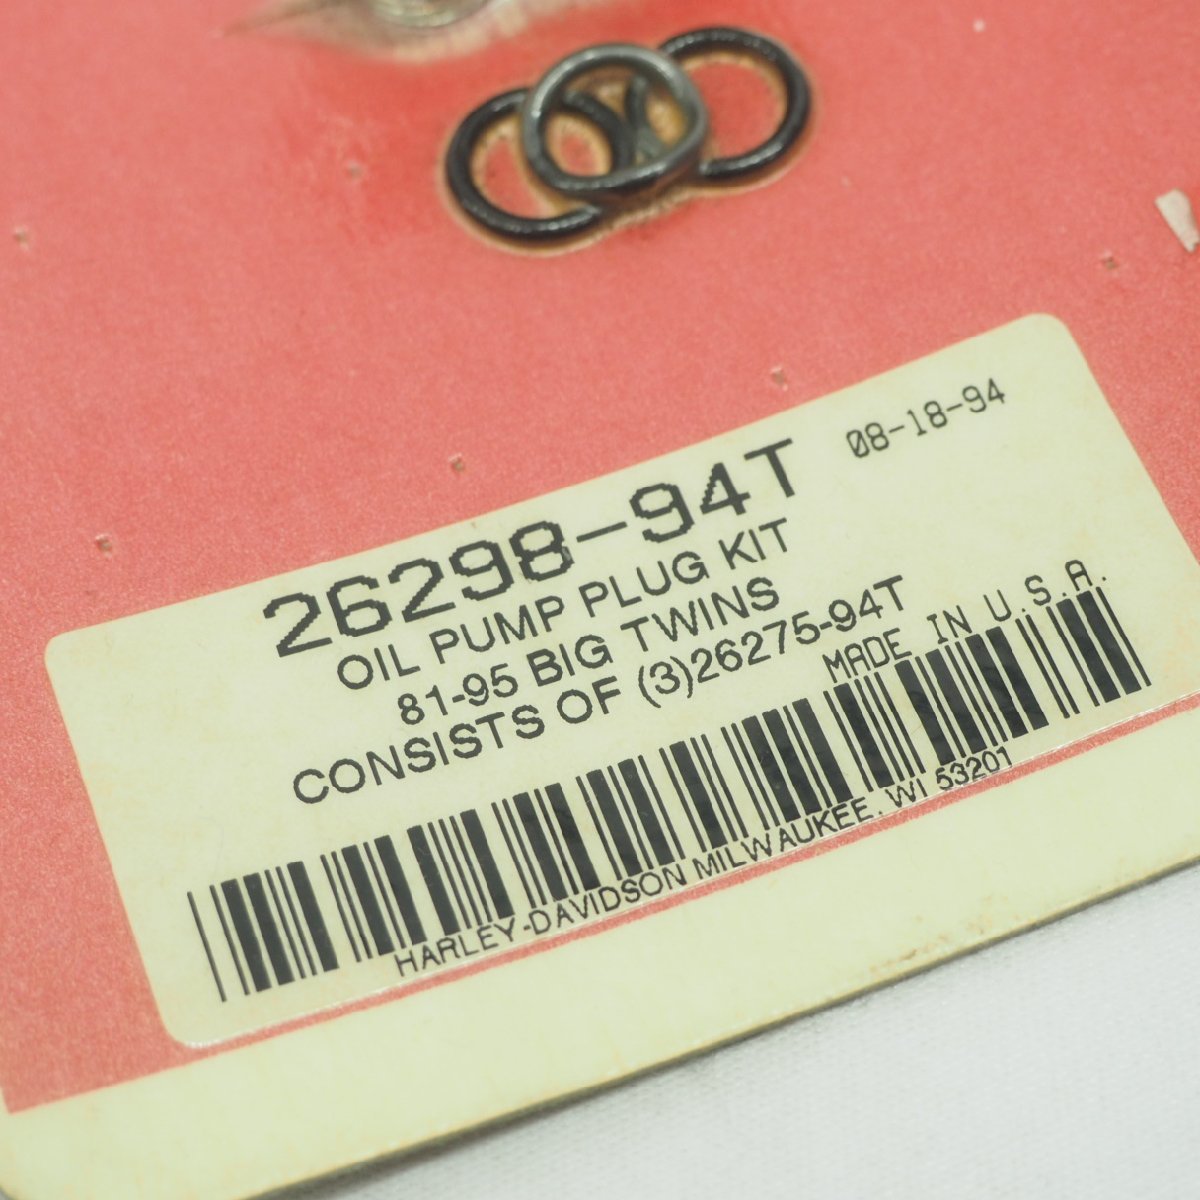 08-18-94
26298-94T
OIL PUMP PLUG KIT
81-95 BIG TWINS
CONSISTS OF (3)26275-94T
MADE IN U.S.A.
HARLEY-DAVIDSON MILWAUKEE, WI 53201